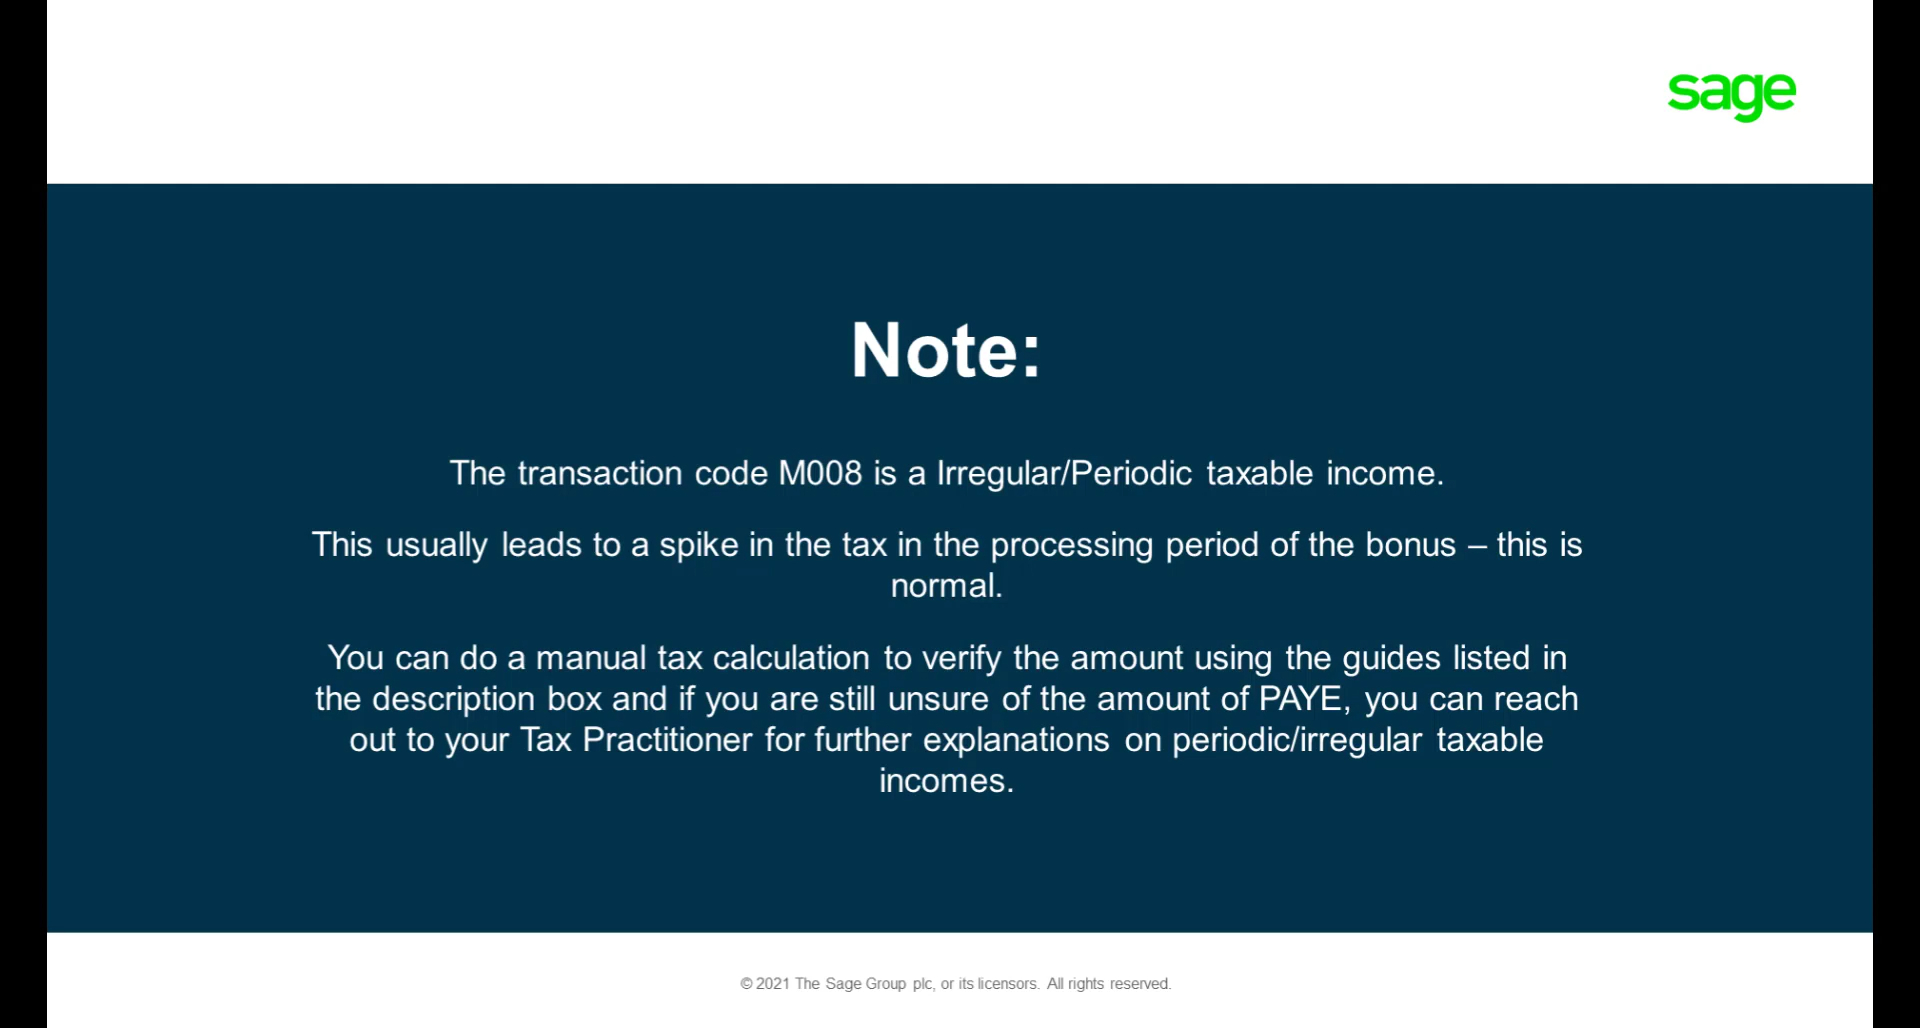 sage
Note:
The transaction code M008 is a Irregular/Periodic taxable income.
This usually leads to a spike in the tax in the processing period of the bonus – this is
normal.
You can do a manual tax calculation to verify the amount using the guides listed in
the description box and if you are still unsure of the amount of PAYE, you can reach
out to your Tax Practitioner for further explanations on periodic/irregular taxable
incomes.
© 2021 The Sage Group plc, or its licensors. All rights reserved.